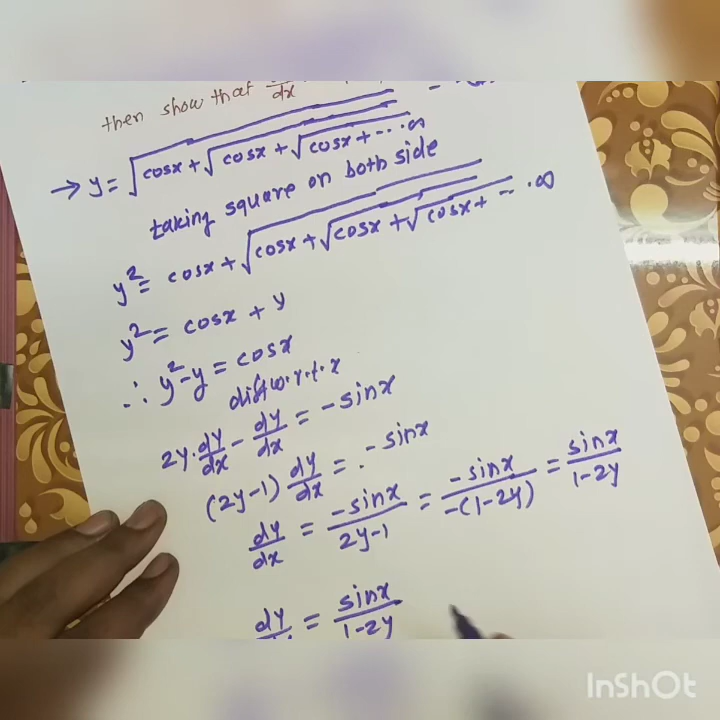 then show that dy/dx
→ y = √cosx + √cosx + √cosx + ... ∞
taking square on both side
y² = cosx + √cosx + √cosx + √cosx + ... ∞
y² = cosx + y
∴ y² - y = cosx
diff w.r.t. x
2y · dy/dx - dy/dx = -sinx
(2y-1) dy/dx = -sinx
dy/dx = -sinx/2y-1 = -sinx/-(1-2y) = sinx/1-2y
dy/ = sinx/1-2y
InShOt